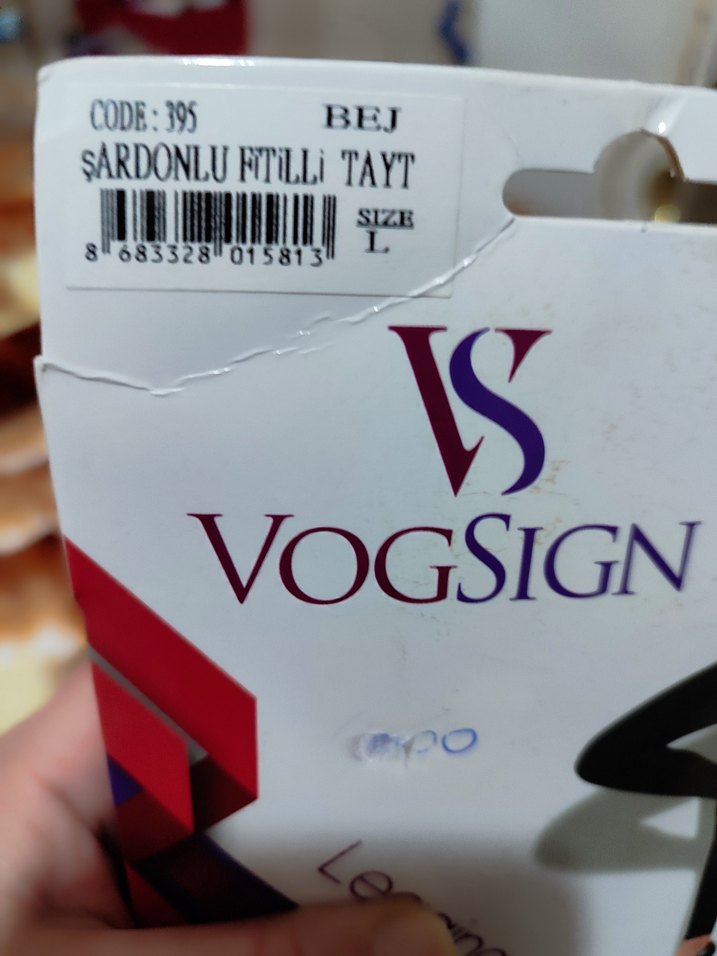 CODE: 395 BEJ
ŞARDONLU FİTİLLİ TAYT
SIZE
L
8 683328 015813
VS
VOGSIGN